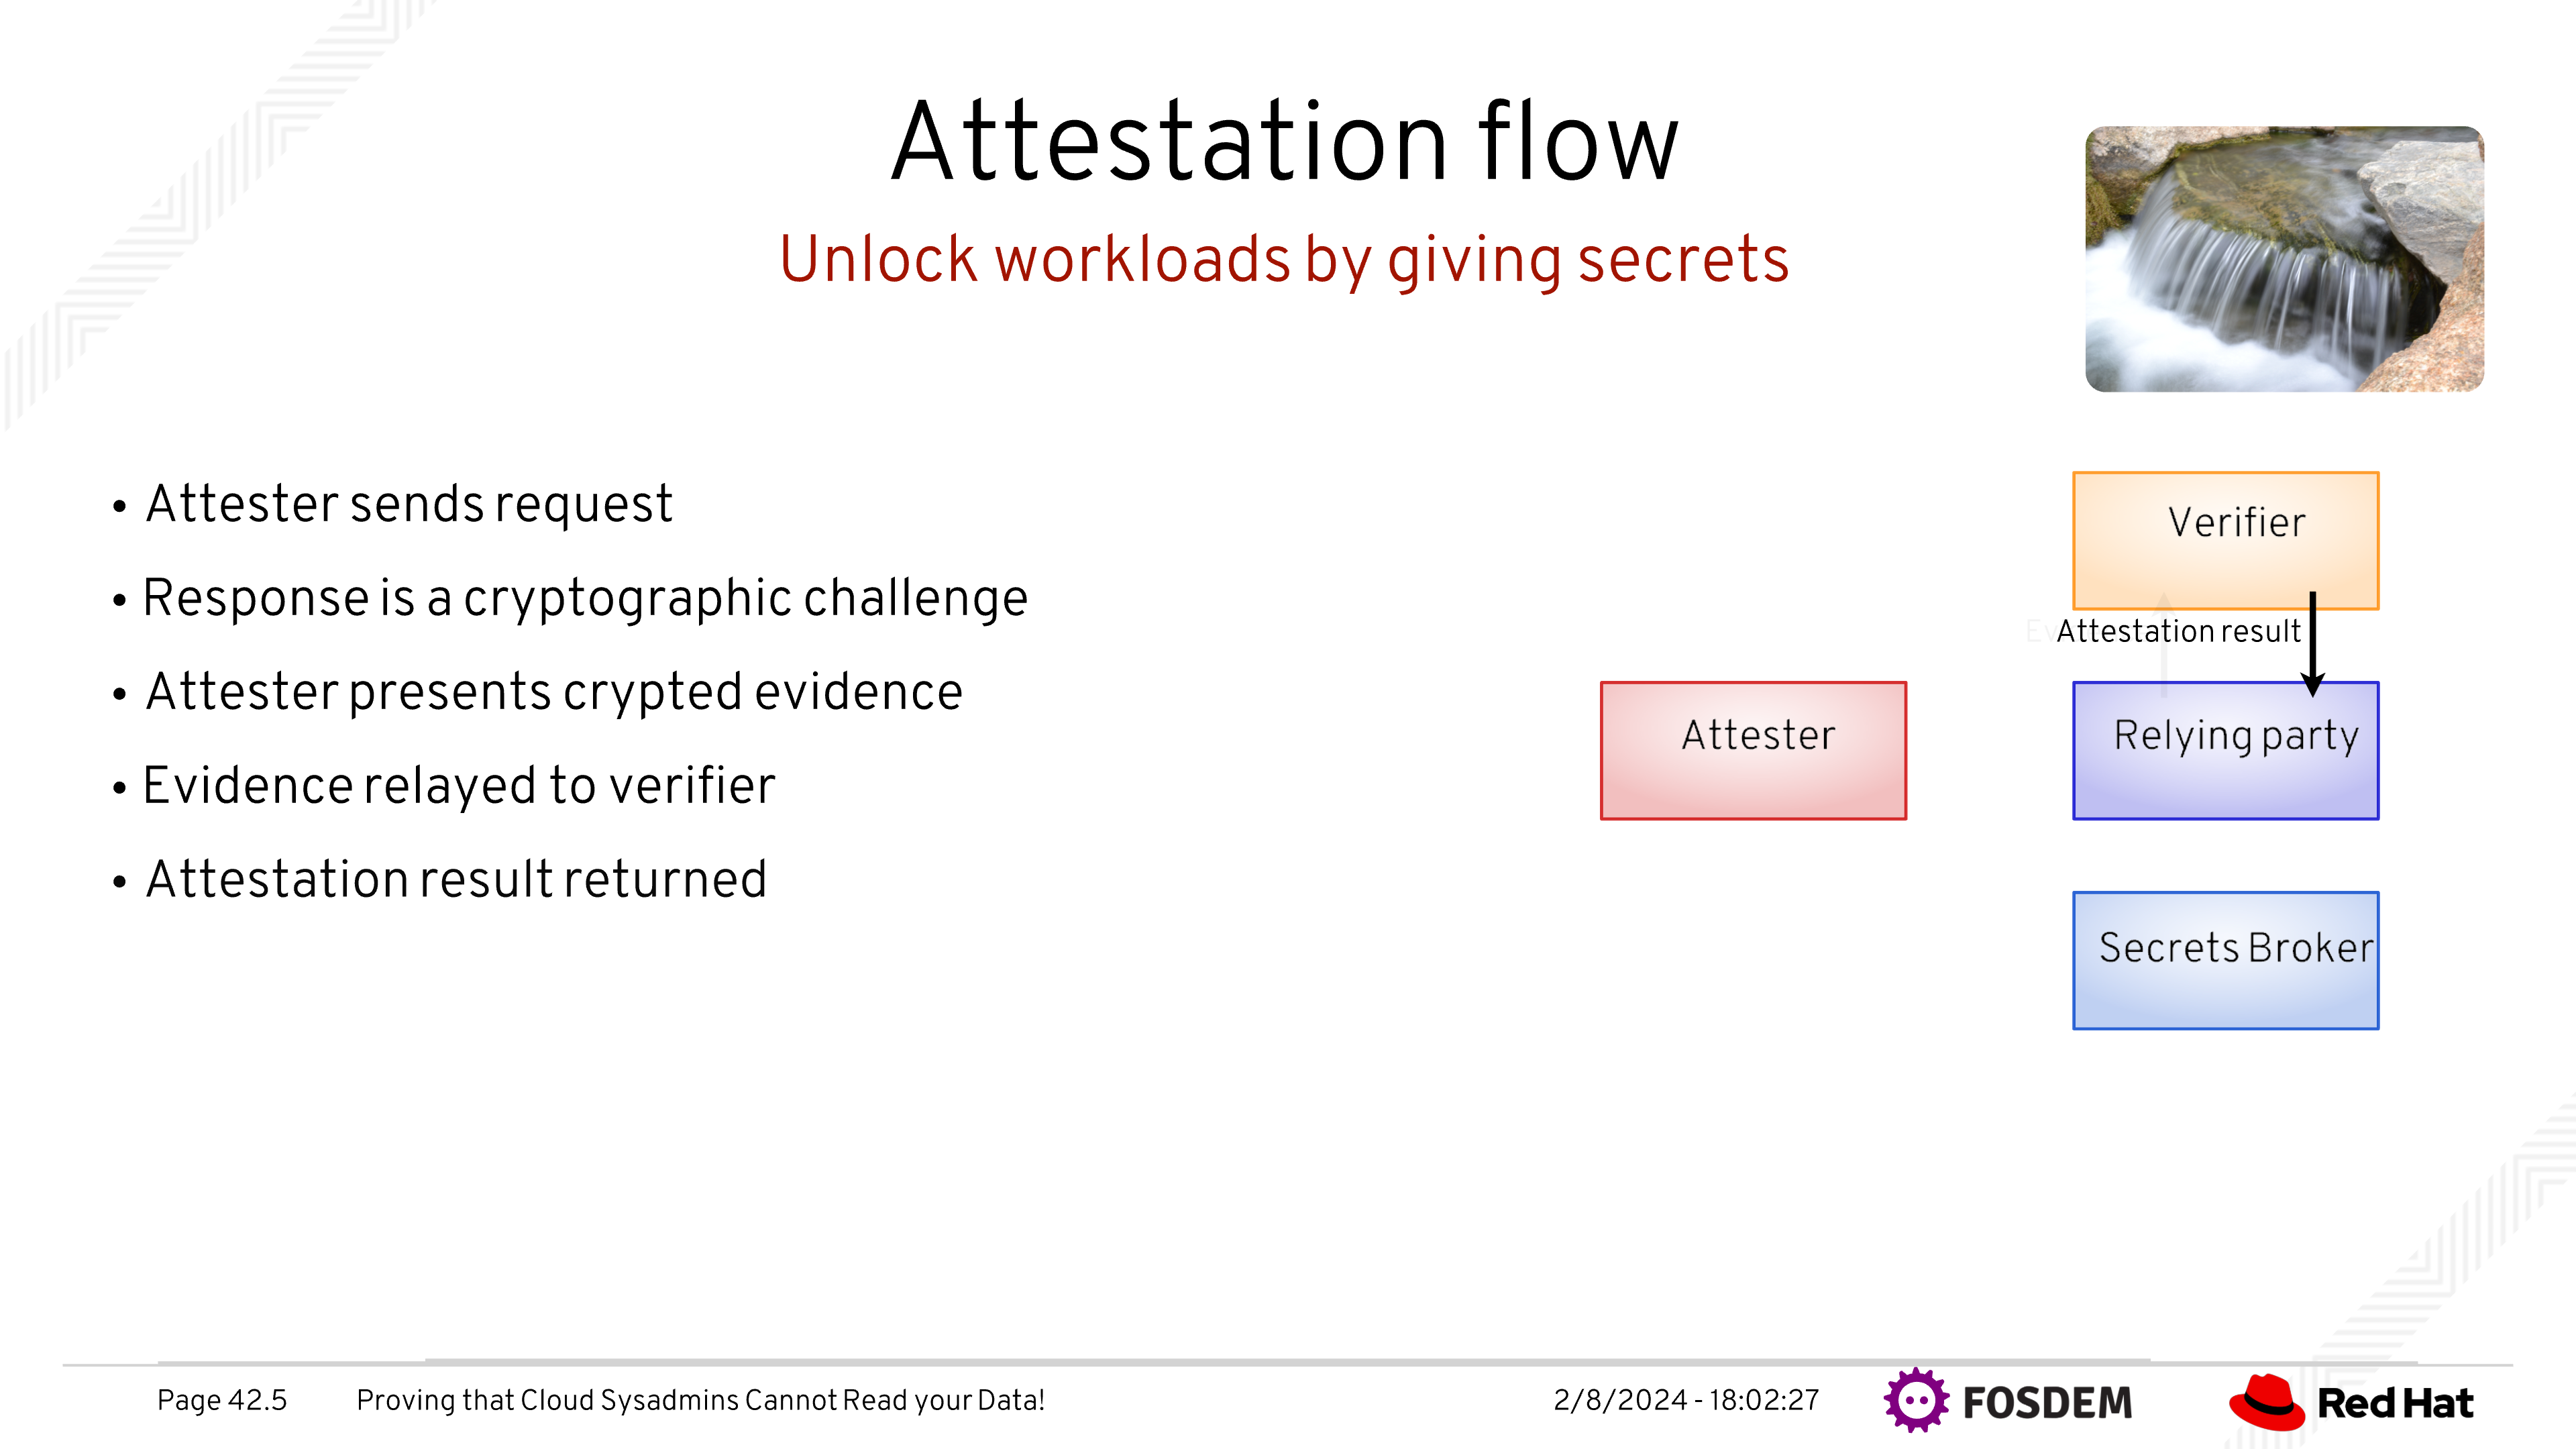 Attestation flow
Unlock workloads by giving secrets
• Attester sends request
• Response is a cryptographic challenge
• Attester presents crypted evidence
• Evidence relayed to verifier
• Attestation result returned
Verifier
Attestation result
Attester
Relying party
Secrets Broker
Page 42.5
Proving that Cloud Sysadmins Cannot Read your Data!
2/8/2024 - 18:02:27
FOSDEM
Red Hat